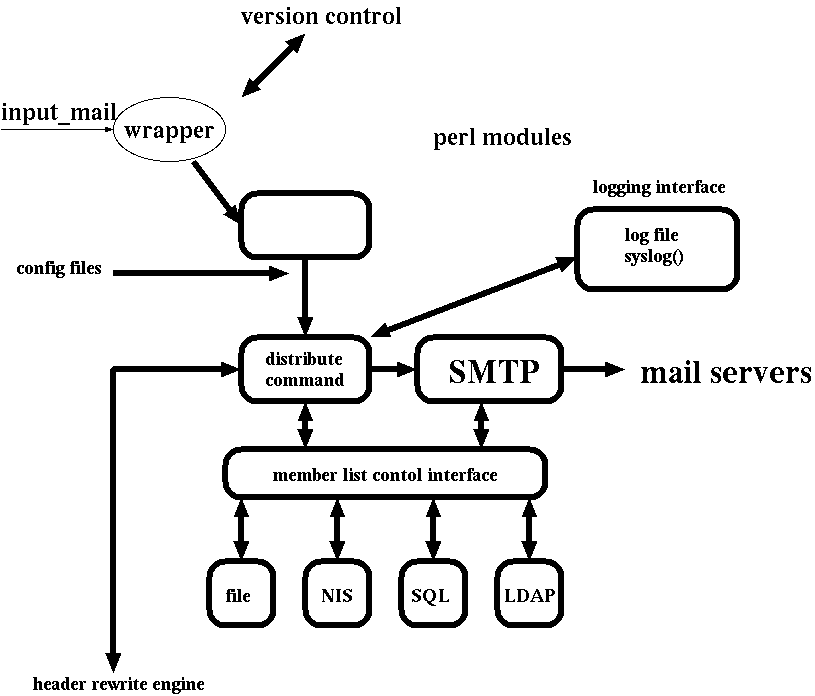 version control
input_mail
wrapper
perl modules
logging interface
log file
syslog()
config files
distribute
command
SMTP
mail servers
member list contol interface
file
NIS
SQL
LDAP
header rewrite engine